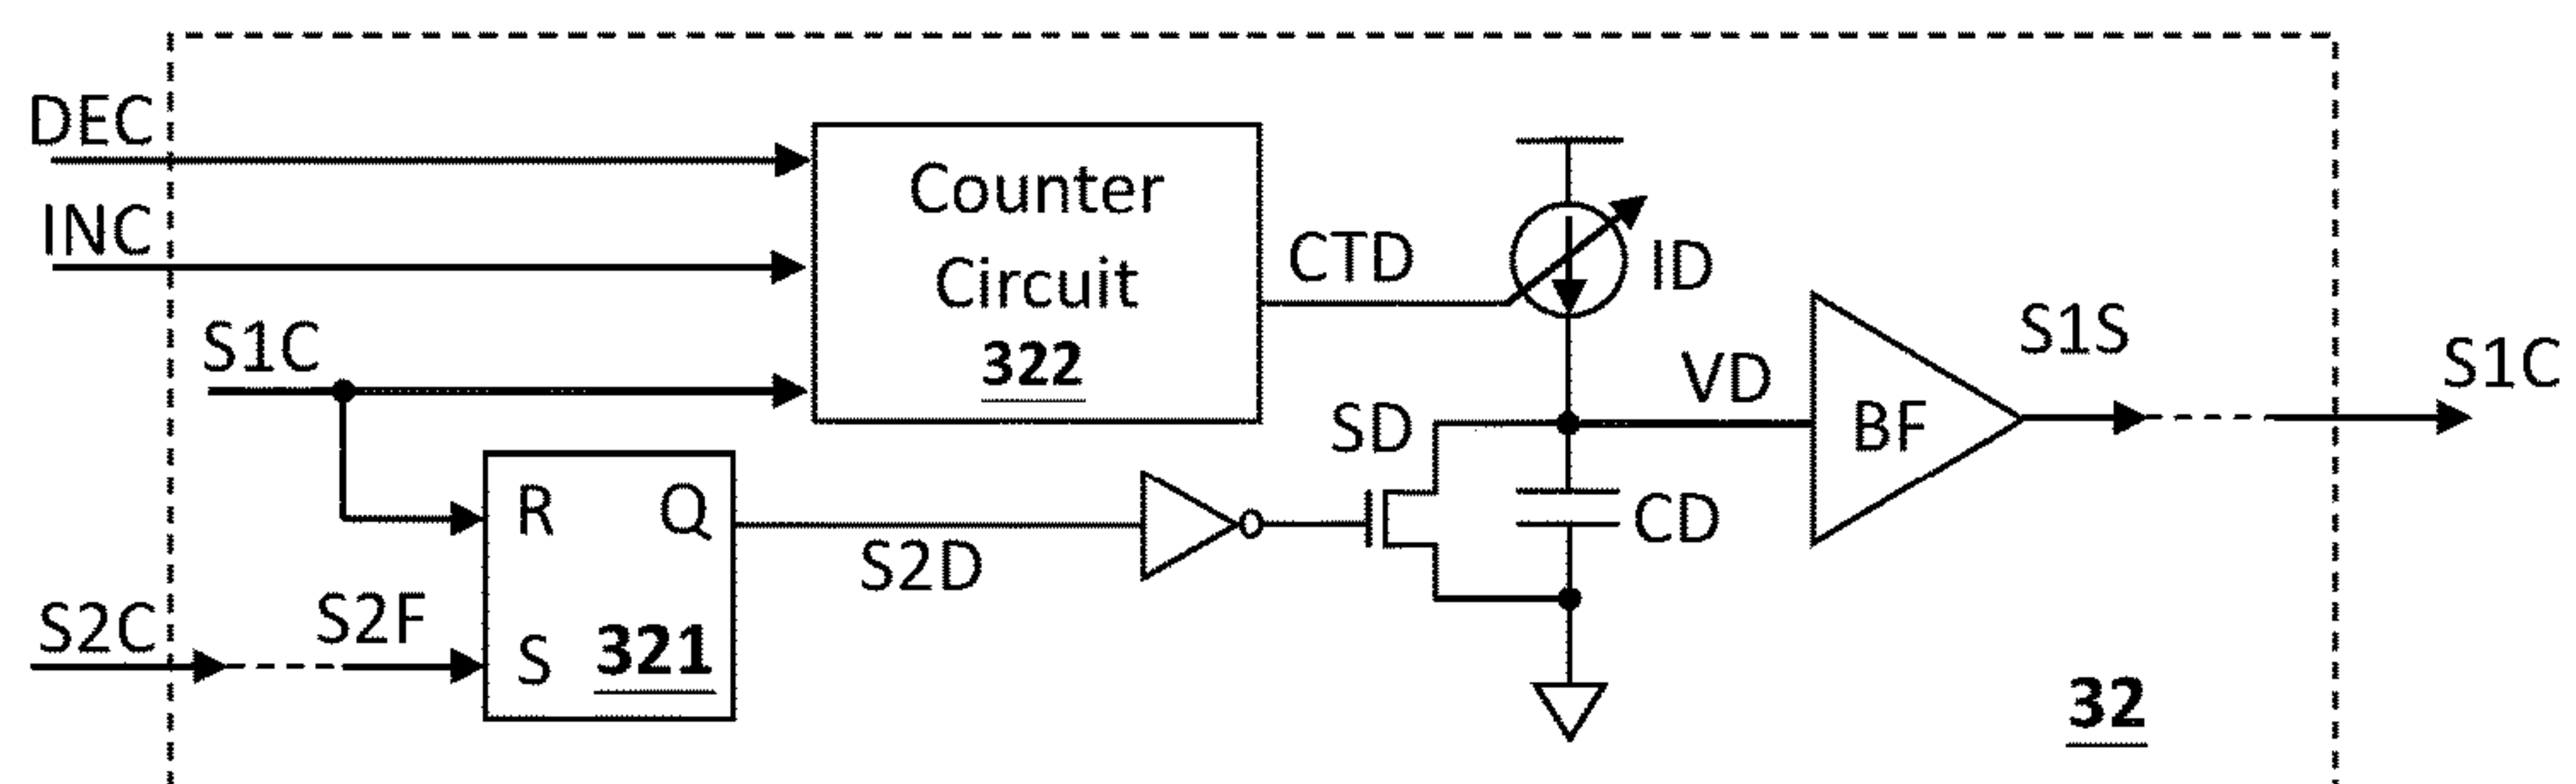 DEC
INC
S1C
Counter
Circuit
322
CTD
ID
S1S
S1C
VD
SD
BF
R
Q
CD
S2D
S2C
S2F
S
321
32